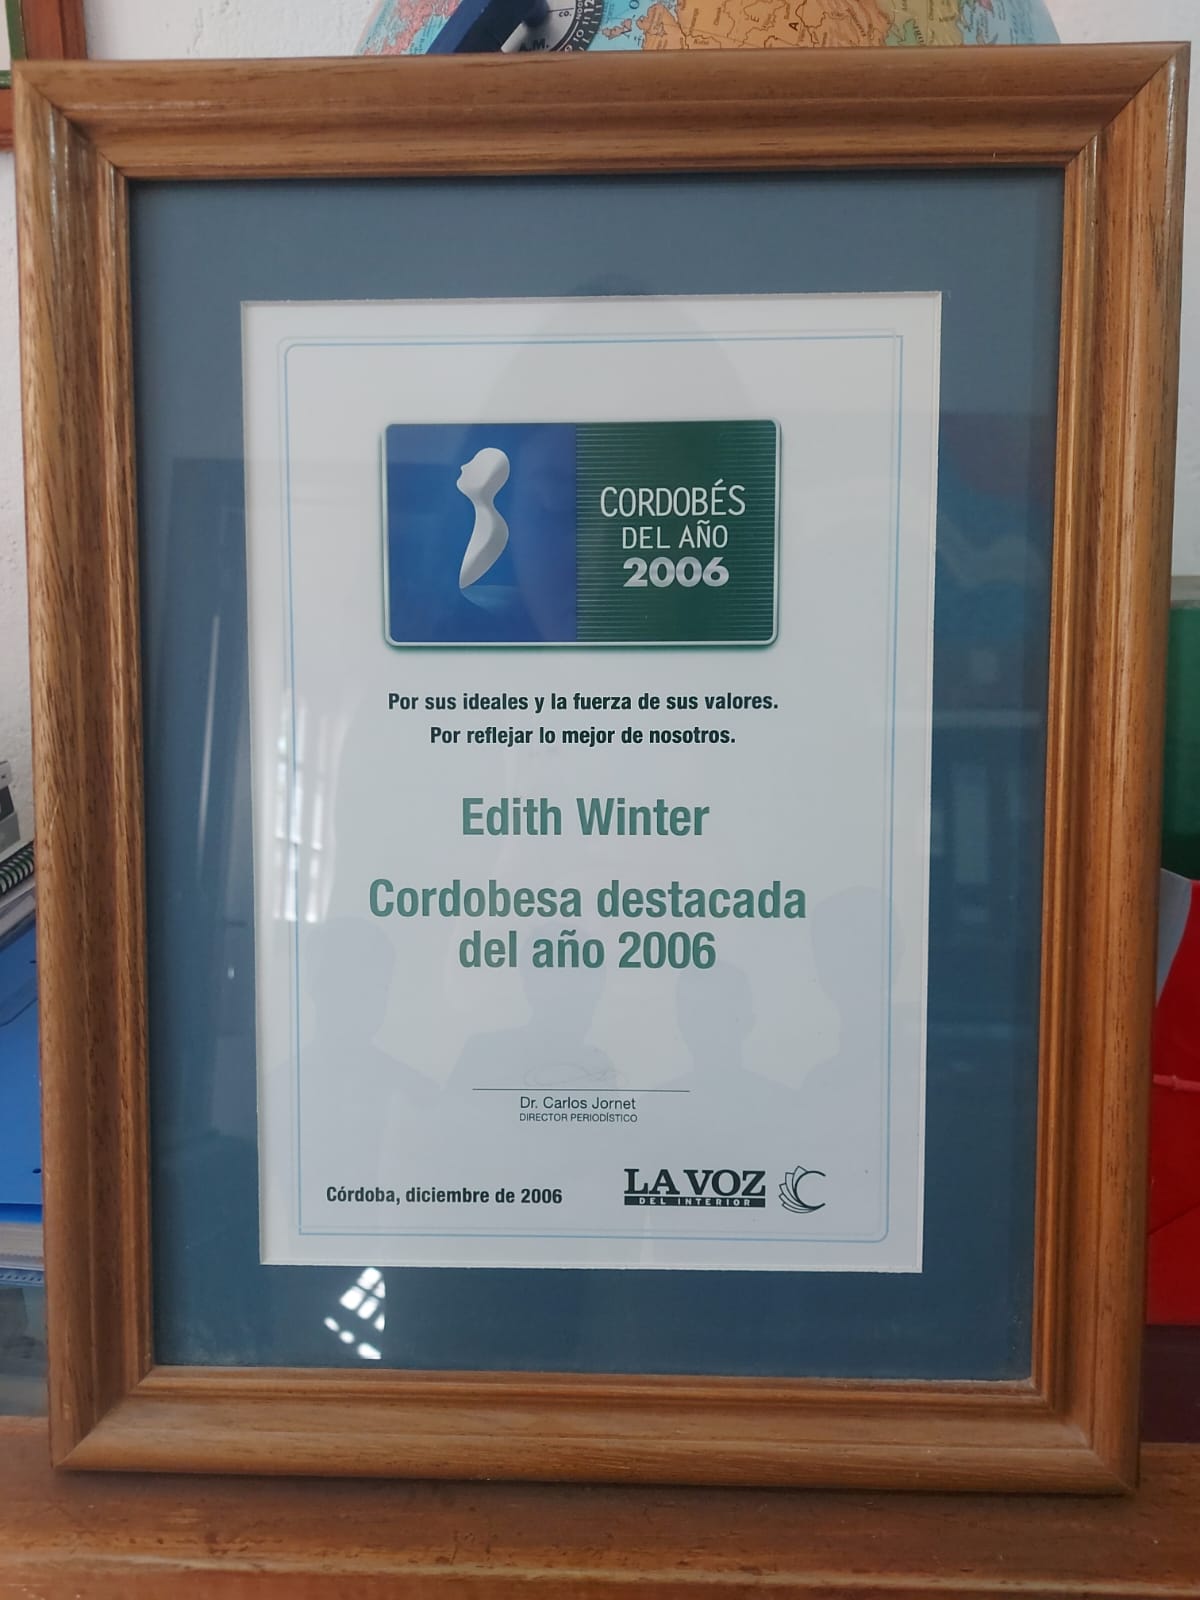 A.M.
CORDOBÉS
DEL AÑO
2006
Por sus ideales y la fuerza de sus valores.
Por reflejar lo mejor de nosotros.
Edith Winter
Cordobesa destacada
del año 2006
Dr. Carlos Jornet
DIRECTOR PERIODÍSTICO
Córdoba, diciembre de 2006
LA VOZ
DEL INTERIOR